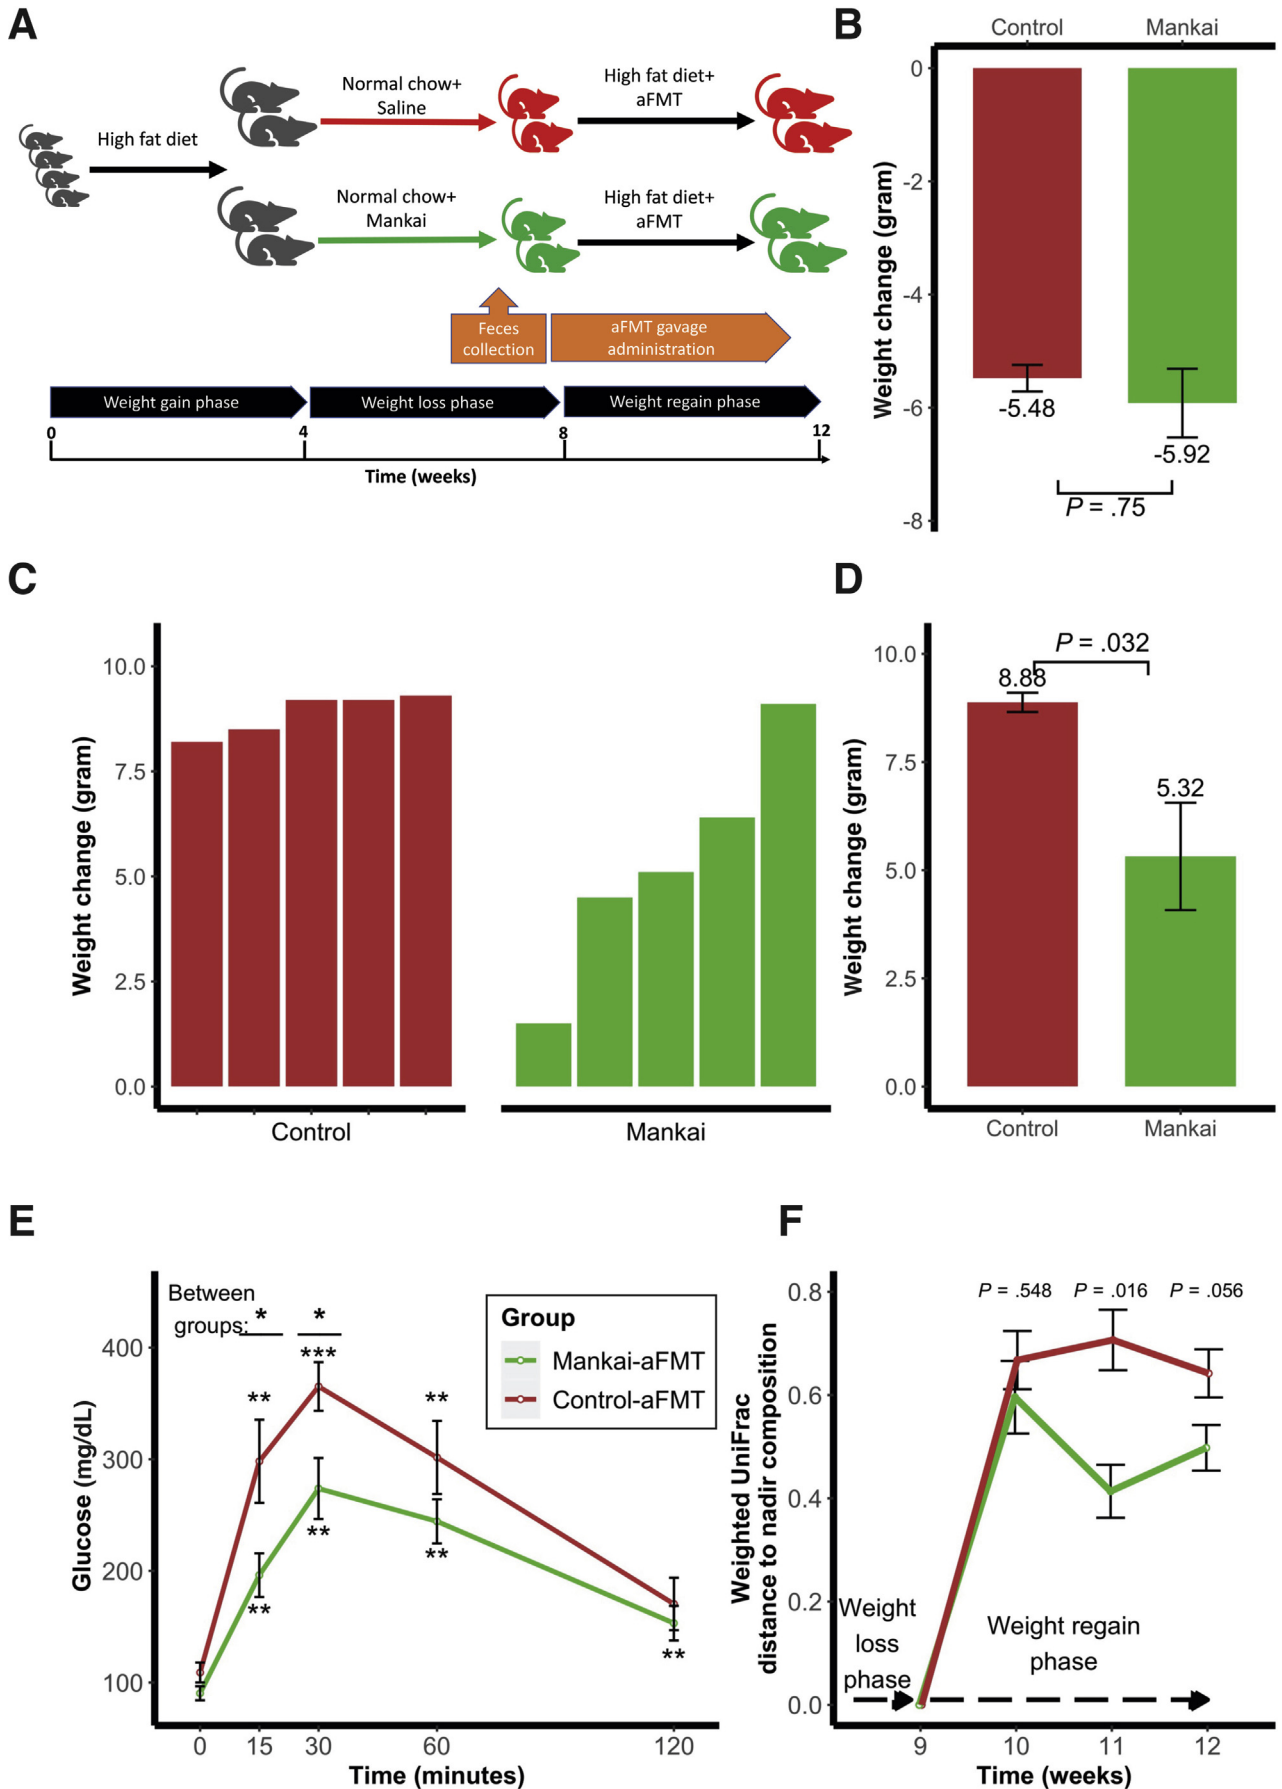 A
High fat diet
Normal chow+
Saline
High fat diet+
aFMT
Normal chow+
Mankai
High fat diet+
aFMT
Feces
collection
aFMT gavage
administration
Weight gain phase
Weight loss phase
Weight regain phase
0
4
8
12
Time (weeks)
B
Control
Mankai
Weight change (gram)
0
-2
-4
-6
-8
-5.48
-5.92
P = .75
C
Weight change (gram)
10.0
7.5
5.0
2.5
0.0
Control
Mankai
D
Weight change (gram)
10.0
7.5
5.0
2.5
0.0
P = .032
8.88
5.32
Control
Mankai
E
Glucose (mg/dL)
400
300
200
100
Between
groups:
*
*
**
***
**
**
**
**
**
Group
Mankai-aFMT
Control-aFMT
0
15
30
60
120
Time (minutes)
F
Weighted UniFrac
distance to nadir composition
0.8
0.6
0.4
0.2
0.0
P = .548
P = .016
P = .056
Weight
loss
phase
Weight regain
phase
9
10
11
12
Time (weeks)